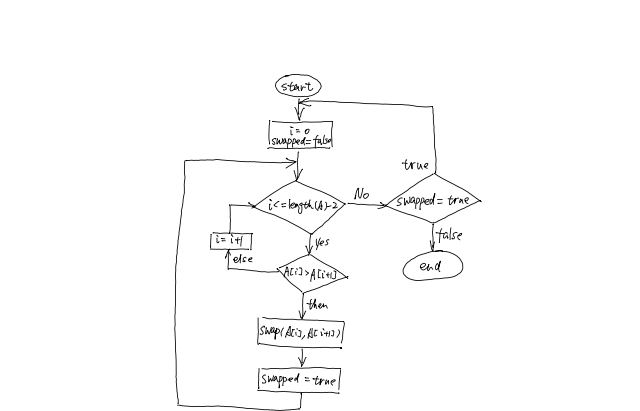 start
i = 0
swapped = false
i <= length(A)-2
No
swapped = true
true
false
end
Yes
i = i+1
else
A[i] > A[i+1]
then
swap(A[i], A[i+1])
swapped = true